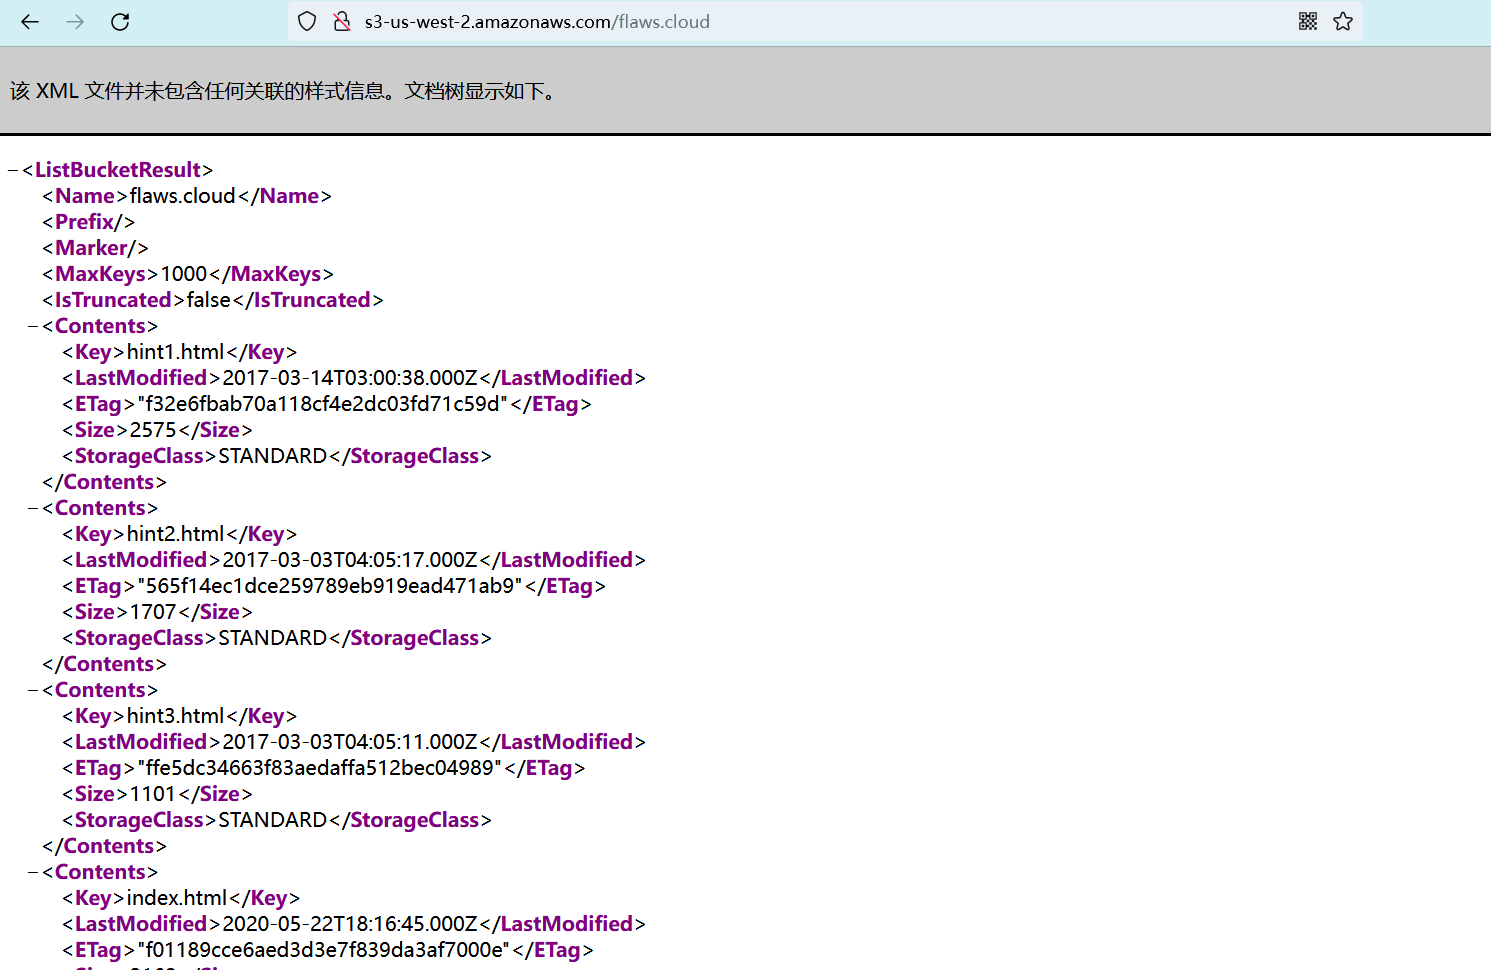 s3-us-west-2.amazonaws.com/flaws.cloud
该 XML 文件并未包含任何关联的样式信息。文档树显示如下。
−<ListBucketResult>
<Name>flaws.cloud</Name>
<Prefix/>
<Marker/>
<MaxKeys>1000</MaxKeys>
<IsTruncated>false</IsTruncated>
−<Contents>
<Key>hint1.html</Key>
<LastModified>2017-03-14T03:00:38.000Z</LastModified>
<ETag>"f32e6fbab70a118cf4e2dc03fd71c59d"</ETag>
<Size>2575</Size>
<StorageClass>STANDARD</StorageClass>
</Contents>
−<Contents>
<Key>hint2.html</Key>
<LastModified>2017-03-03T04:05:17.000Z</LastModified>
<ETag>"565f14ec1dce259789eb919ead471ab9"</ETag>
<Size>1707</Size>
<StorageClass>STANDARD</StorageClass>
</Contents>
−<Contents>
<Key>hint3.html</Key>
<LastModified>2017-03-03T04:05:11.000Z</LastModified>
<ETag>"ffe5dc34663f83aedaffa512bec04989"</ETag>
<Size>1101</Size>
<StorageClass>STANDARD</StorageClass>
</Contents>
−<Contents>
<Key>index.html</Key>
<LastModified>2020-05-22T18:16:45.000Z</LastModified>
<ETag>"f01189cce6aed3d3e7f839da3af7000e"</ETag>